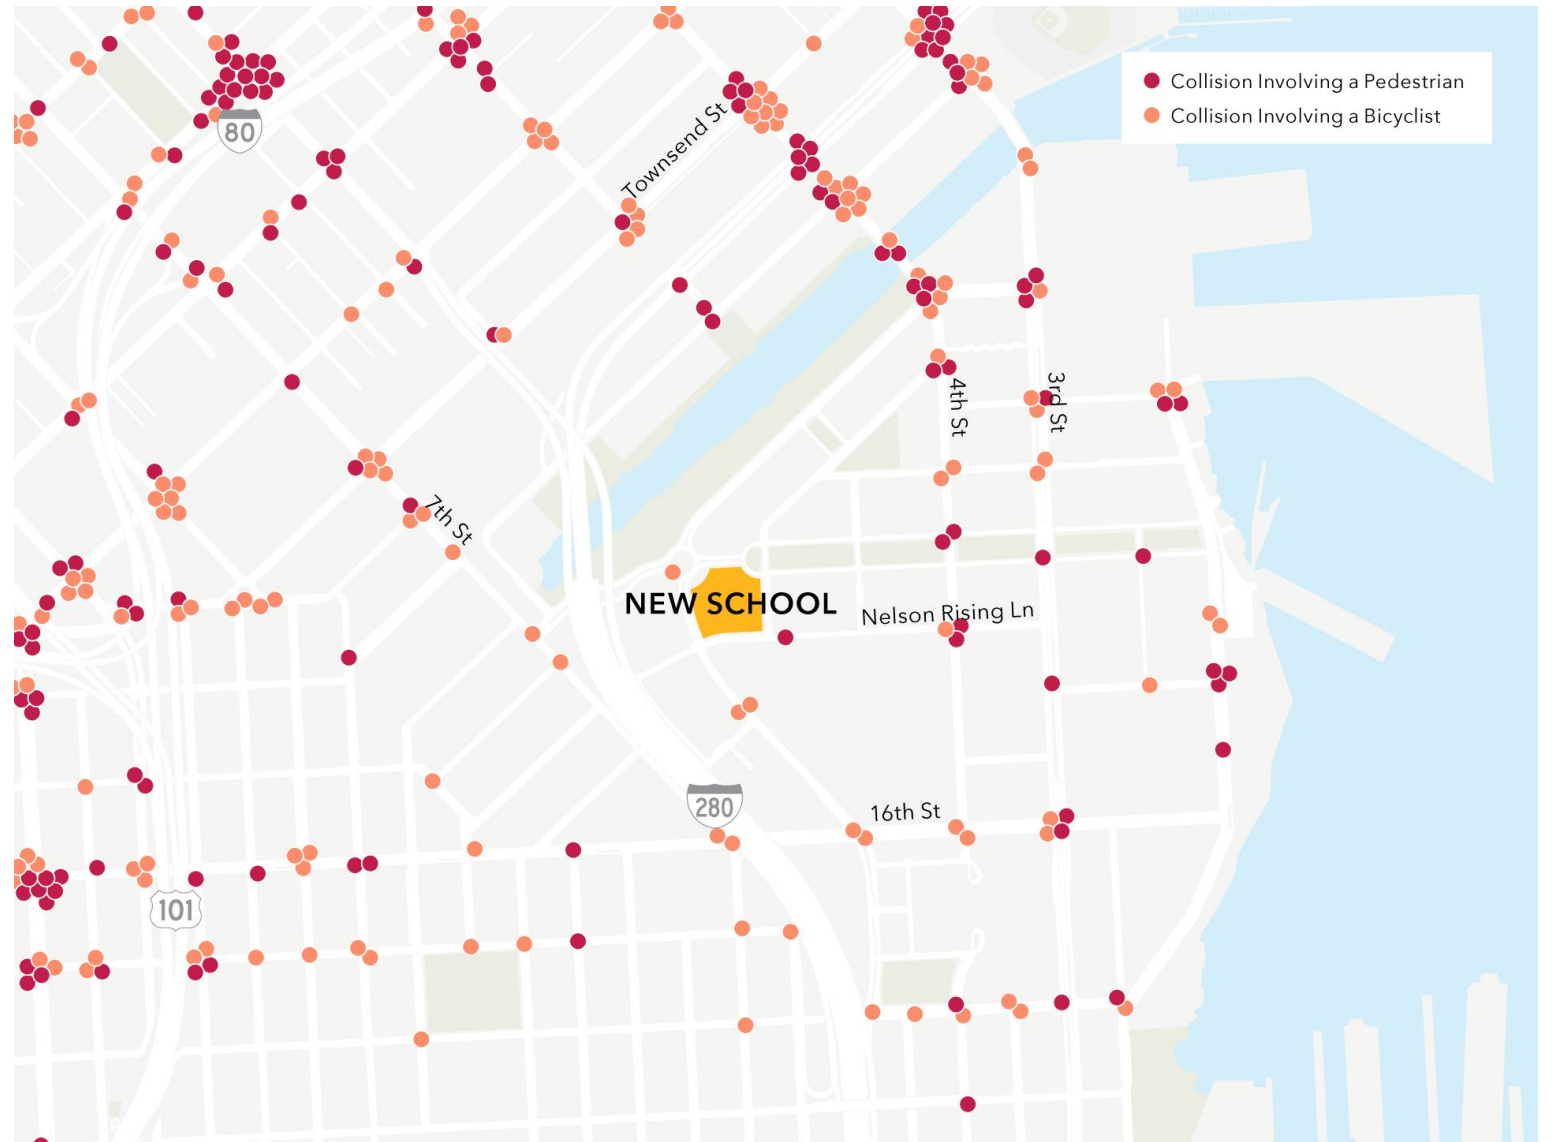 Collision Involving a Pedestrian
Collision Involving a Bicyclist
80
Townsend St
4th St
3rd St
7th St
NEW SCHOOL
Nelson Rising Ln
280
16th St
101